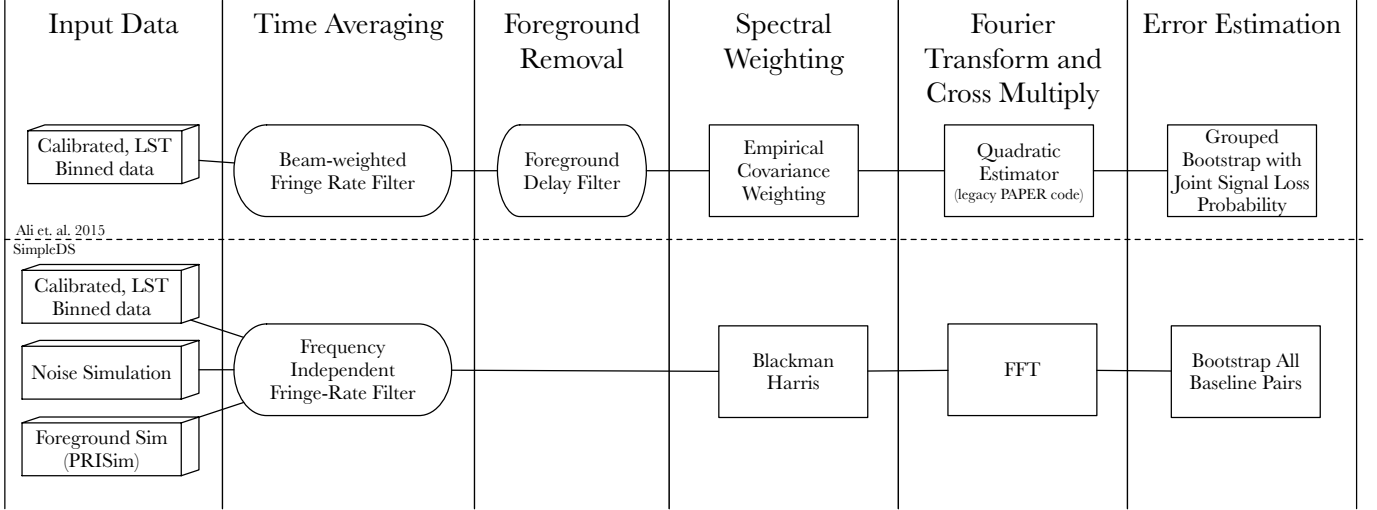 Input Data
Time Averaging
Foreground
Removal
Spectral
Weighting
Fourier
Transform and
Cross Multiply
Error Estimation
Calibrated, LST
Binned data
Beam-weighted
Fringe Rate Filter
Foreground
Delay Filter
Empirical
Covariance
Weighting
Quadratic
Estimator
(legacy PAPER code)
Grouped
Bootstrap with
Joint Signal Loss
Probability
Ali et. al. 2015
SimpleDS
Calibrated, LST
Binned data
Noise Simulation
Foreground Sim
(PRISim)
Frequency
Independent
Fringe-Rate Filter
Blackman
Harris
FFT
Bootstrap All
Baseline Pairs